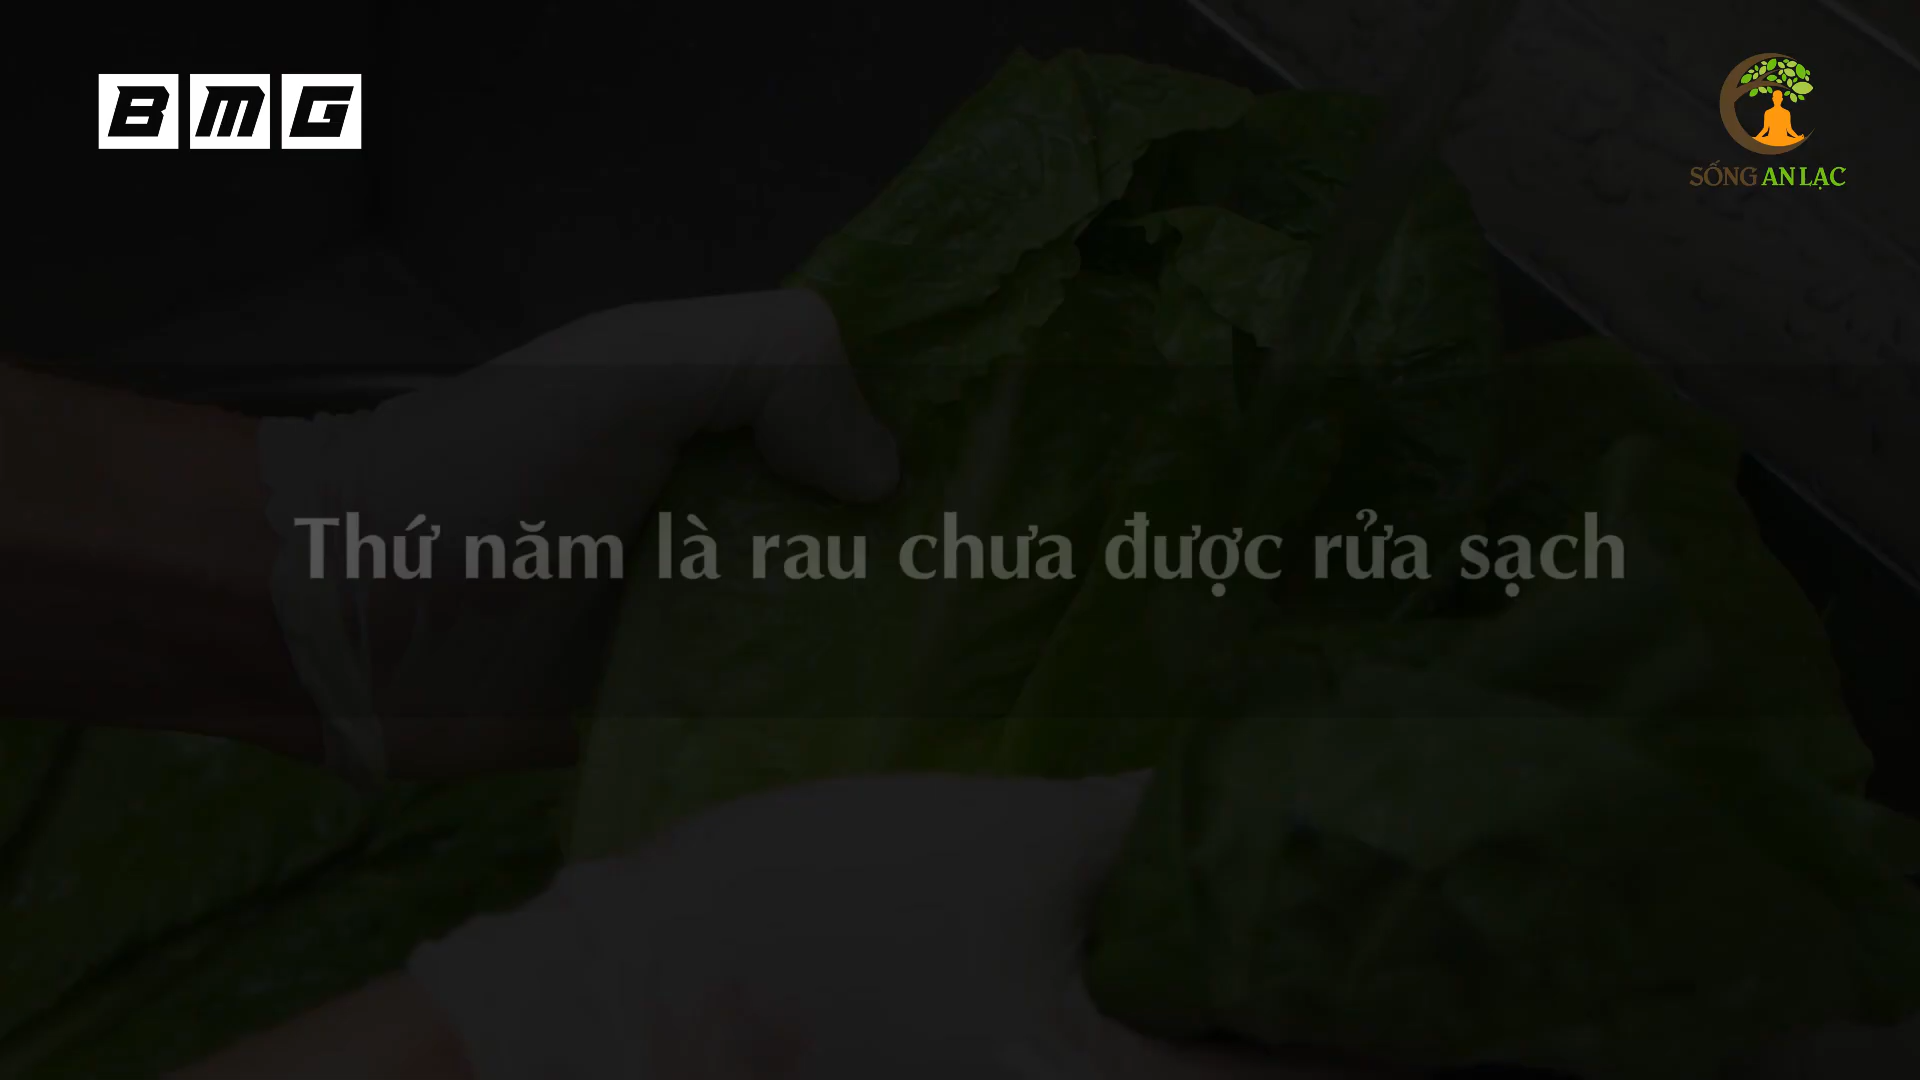 BMG
SỐNG AN LẠC
Thứ năm là rau chưa được rửa sạch